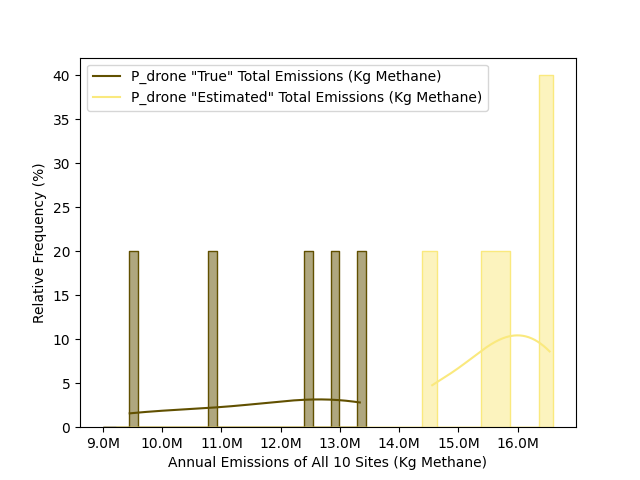 P_drone "True" Total Emissions (Kg Methane)
P_drone "Estimated" Total Emissions (Kg Methane)
40
35
30
25
20
15
10
5
0
Relative Frequency (%)
9.0M 10.0M 11.0M 12.0M 13.0M 14.0M 15.0M 16.0M
Annual Emissions of All 10 Sites (Kg Methane)